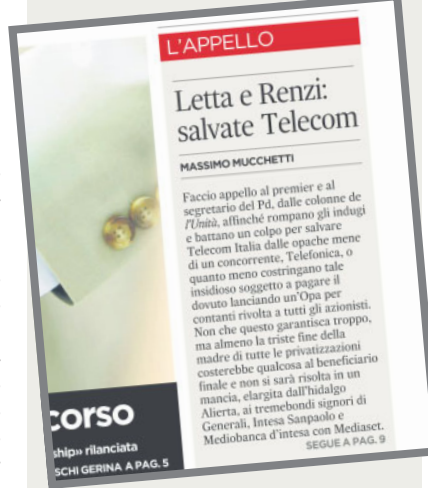 L'APPELLO
Letta e Renzi:
salvate Telecom
MASSIMO MUCCHETTI
Faccio appello al premier e al
segretario del Pd, dalle colonne de
l'Unità, affinché rompano gli indugi
e battano un colpo per salvare
Telecom Italia dalle opache mene
di un concorrente, Telefonica, o
quanto meno costringano tale
insidioso soggetto a pagare il
dovuto lanciando un'Opa per
contanti rivolta a tutti gli azionisti.
Non che questo garantisca troppo,
ma almeno la triste fine della
madre di tutte le privatizzazioni
costerebbe qualcosa al beneficiario
finale e non si sarà risolta in un
mancia, elargita dall'hidalgo
Alierta, ai tremebondi signori di
Generali, Intesa Sanpaolo e
Mediobanca d'intesa con Mediaset.
SEGUE A PAG. 9
corso
ship» rilanciata
SCHI GERINA A PAG. 5